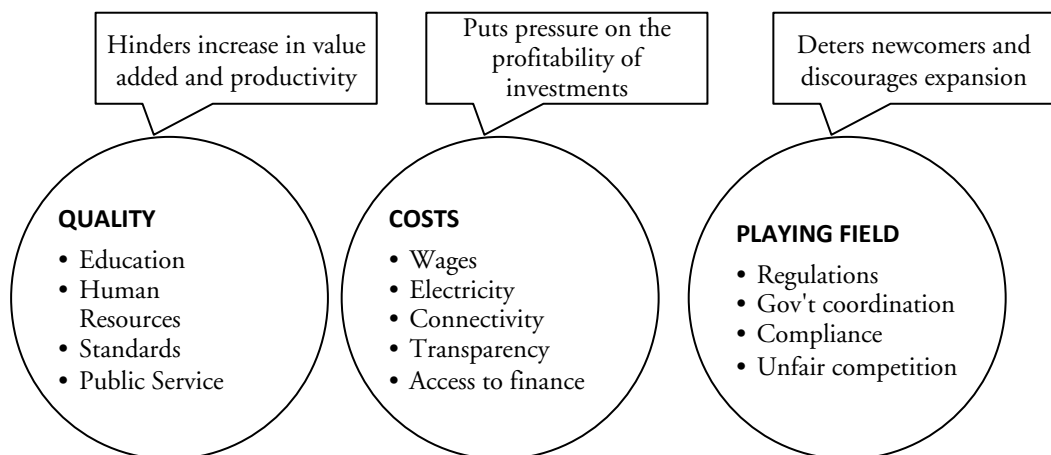 Hinders increase in value
added and productivity
Puts pressure on the
profitability of
investments
Deters newcomers and
discourages expansion
QUALITY
• Education
• Human
Resources
• Standards
• Public Service
COSTS
• Wages
• Electricity
• Connectivity
• Transparency
• Access to finance
PLAYING FIELD
• Regulations
• Gov't coordination
• Compliance
• Unfair competition